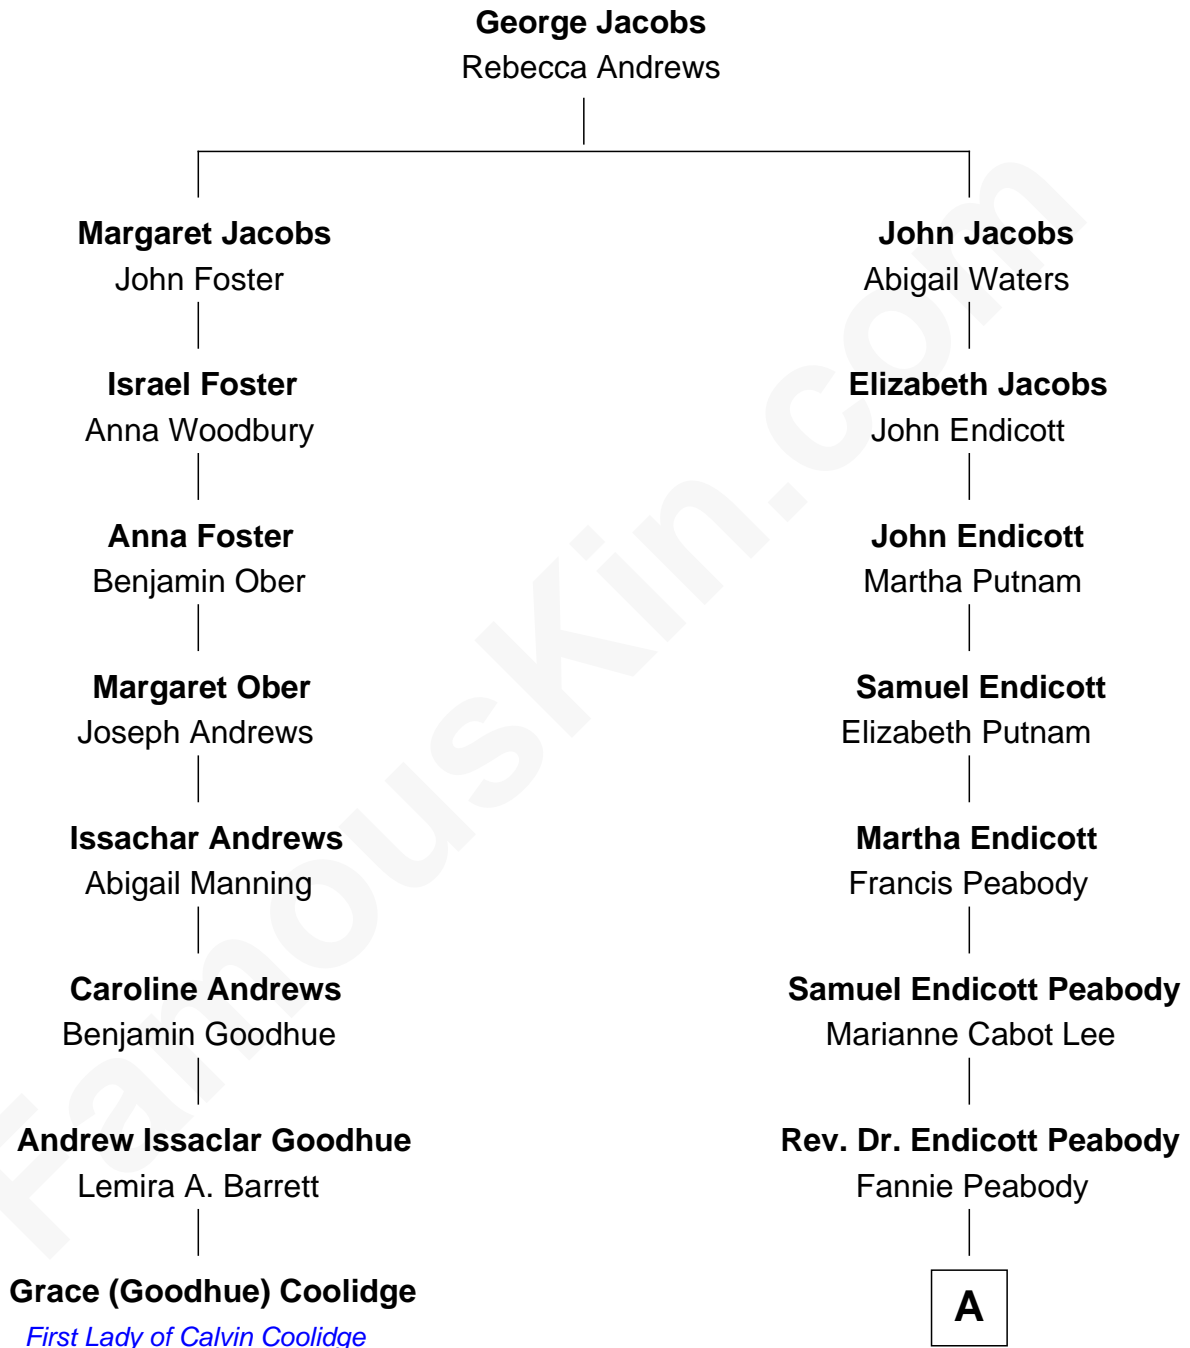 George Jacobs
Rebecca Andrews
Margaret Jacobs
John Foster
John Jacobs
Abigail Waters
Israel Foster
Anna Woodbury
Elizabeth Jacobs
John Endicott
Anna Foster
Benjamin Ober
John Endicott
Martha Putnam
Margaret Ober
Joseph Andrews
Samuel Endicott
Elizabeth Putnam
Issachar Andrews
Abigail Manning
Martha Endicott
Francis Peabody
Caroline Andrews
Benjamin Goodhue
Samuel Endicott Peabody
Marianne Cabot Lee
Andrew Issaclar Goodhue
Lemira A. Barrett
Rev. Dr. Endicott Peabody
Fannie Peabody
Grace (Goodhue) Coolidge
First Lady of Calvin Coolidge
A
FamousKin.com